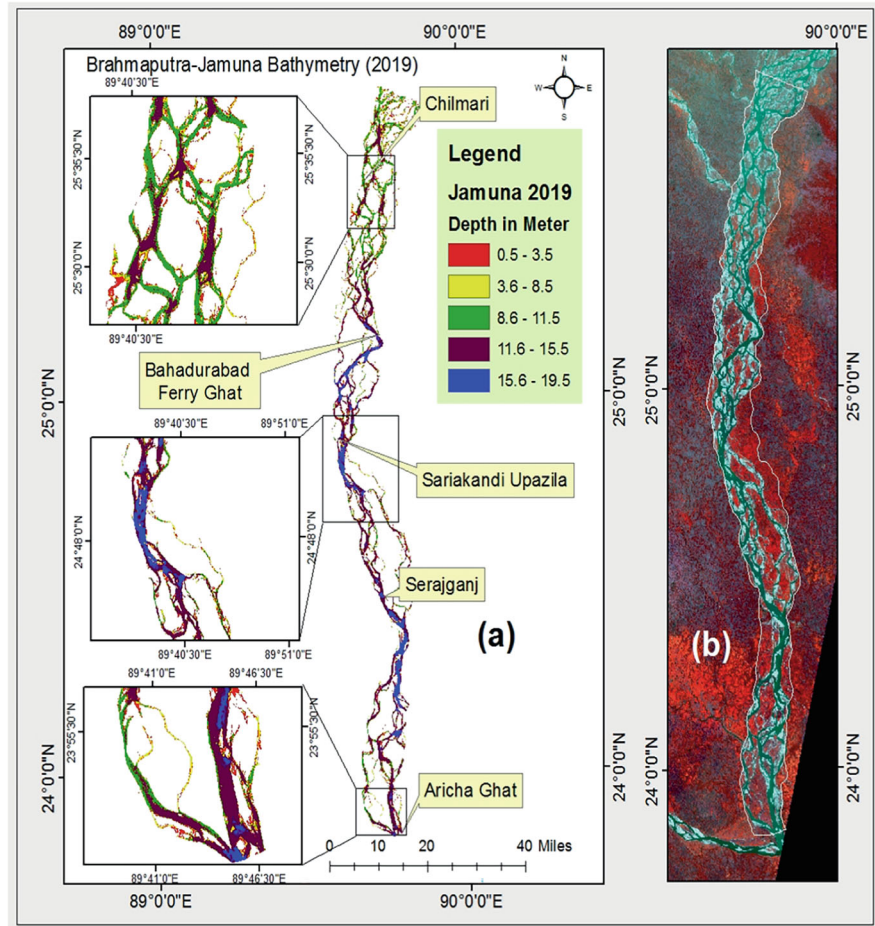 89°0'0"E
90°0'0"E
90°0'0"E
Brahmaputra-Jamuna Bathymetry (2019)
89°40'30"E
N
W
E
S
Chilmari
25°35'30"N
25°35'30"N
Legend
Jamuna 2019
Depth in Meter
0.5 - 3.5
3.6 - 8.5
8.6 - 11.5
11.6 - 15.5
15.6 - 19.5
25°30'0"N
25°30'0"N
89°40'30"E
Bahadurabad
Ferry Ghat
25°0'0"N
25°0'0"N
25°0'0"N
25°0'0"N
89°40'30"E
89°51'0"E
Sariakandi Upazila
24°48'0"N
24°48'0"N
Serajganj
(a)
(b)
89°40'30"E
89°51'0"E
89°41'0"E
89°46'30"E
23°55'30"N
23°55'30"N
24°0'0"N
24°0'0"N
24°0'0"N
24°0'0"N
Aricha Ghat
0
10
20
40 Miles
89°41'0"E
89°46'30"E
89°0'0"E
90°0'0"E